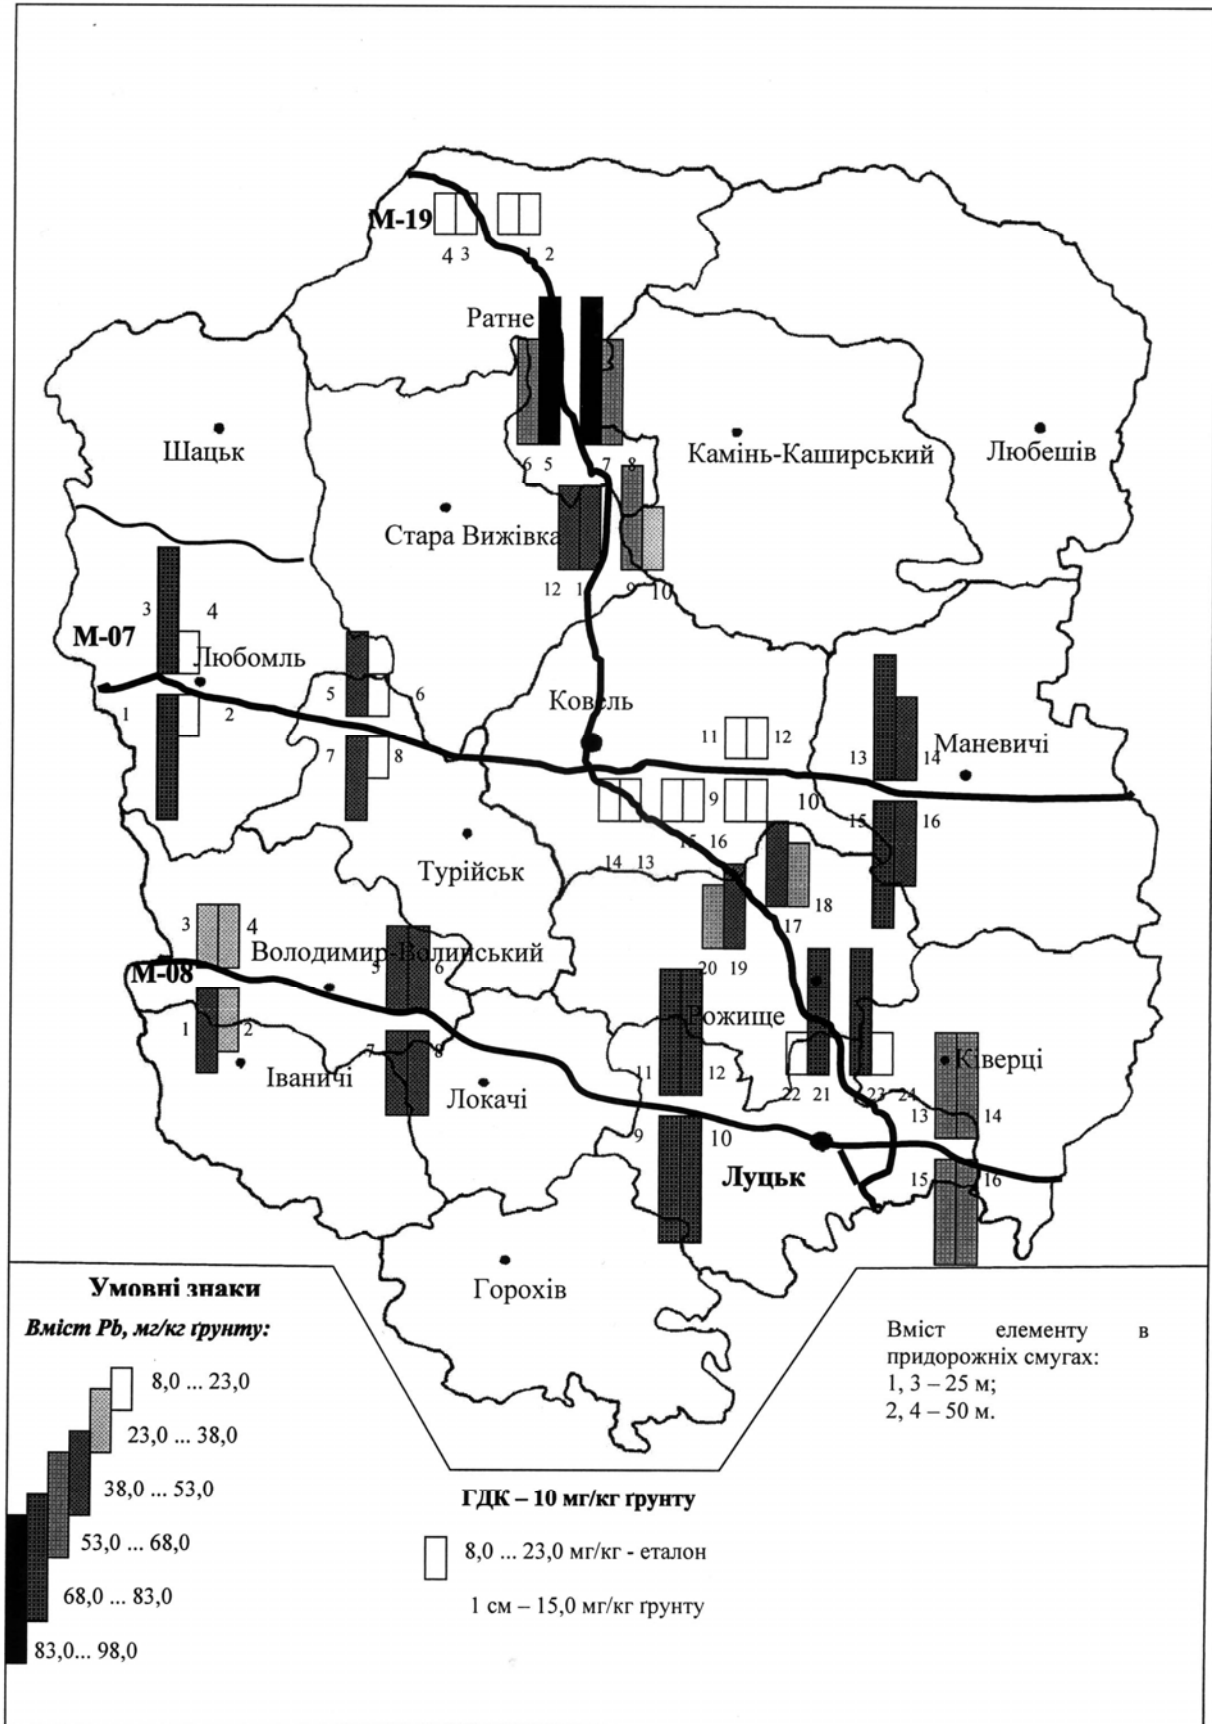 М-19
4 3
1 2
Ратне
Шацьк
Камінь-Каширський
Любешів
6 5
7 8
Стара Вижівка
12 1
9 10
3
4
М-07
Любомль
5
6
1
2
Ковель
7
8
11
12
13
14
Маневичі
9
10
15 16
15
16
14 13
Турійськ
17
18
3
4
Володимир-Волинський
5
6
20 19
М-08
1
2
Рожище
7
8
Іваничі
Локачі
11
12
22 21
23 24
Ківерці
13
14
9
10
Луцьк
15
16
Горохів
Умовні знаки
Вміст Pb, мг/кг ґрунту:
8,0 ... 23,0
23,0 ... 38,0
38,0 ... 53,0
53,0 ... 68,0
68,0 ... 83,0
83,0... 98,0
Вміст елементу в
придорожніх смугах:
1, 3 – 25 м;
2, 4 – 50 м.
ГДК – 10 мг/кг ґрунту
8,0 ... 23,0 мг/кг - еталон
1 см – 15,0 мг/кг ґрунту